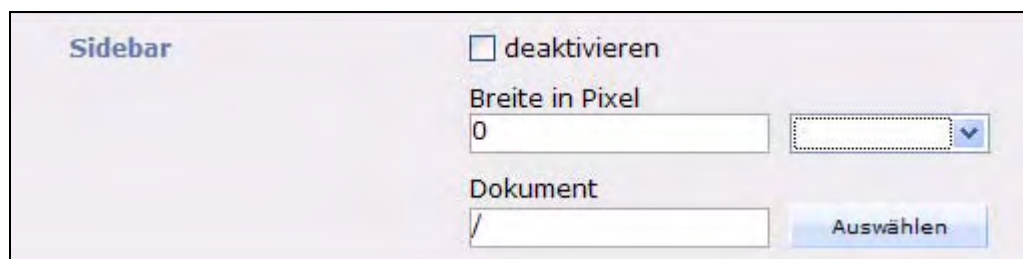 Sidebar
deaktivieren
Breite in Pixel
0
Dokument
/
Auswählen